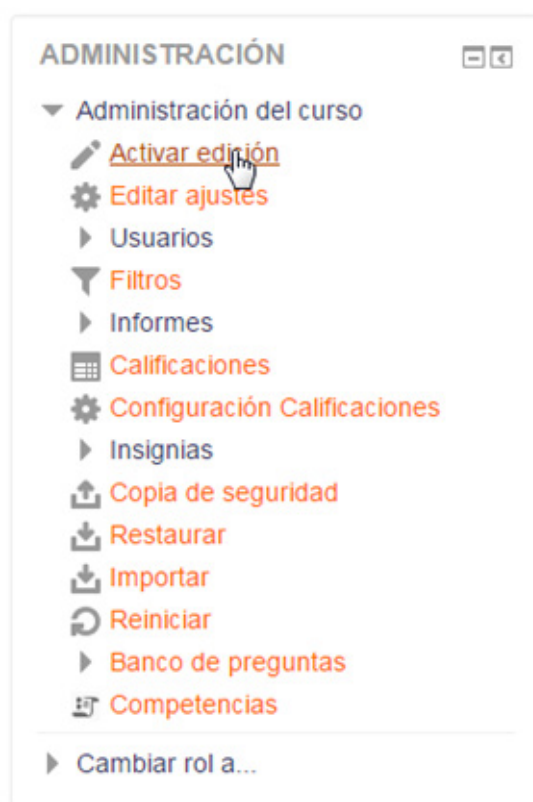 ADMINISTRACIÓN
Administración del curso
Activar edición
Editar ajustes
Usuarios
Filtros
Informes
Calificaciones
Configuración Calificaciones
Insignias
Copia de seguridad
Restaurar
Importar
Reiniciar
Banco de preguntas
Competencias
Cambiar rol a...